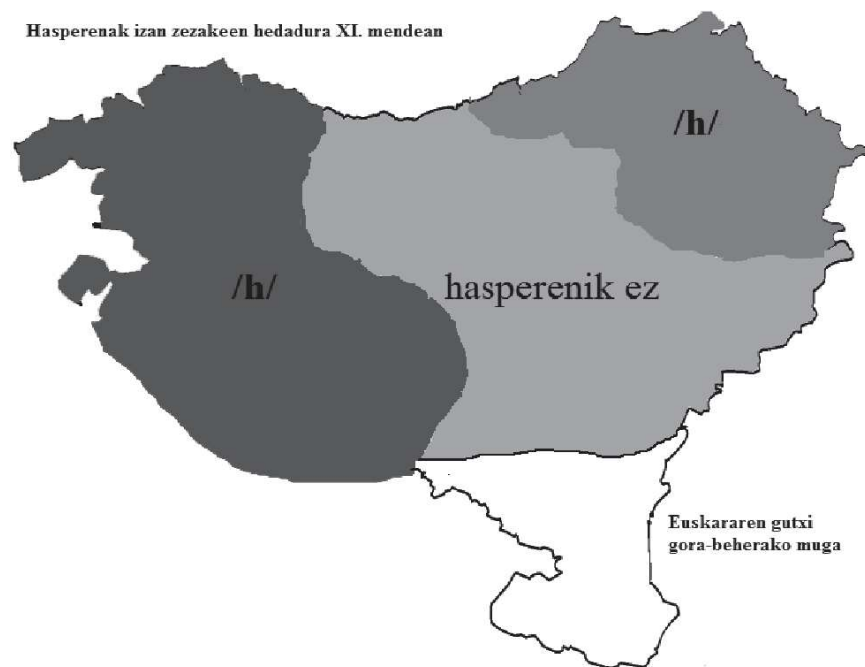 Hasperenak izan zezakeen hedadura XI. mendean
/h/
/h/
hasperenik ez
Euskararen gutxi
gora-beherako muga